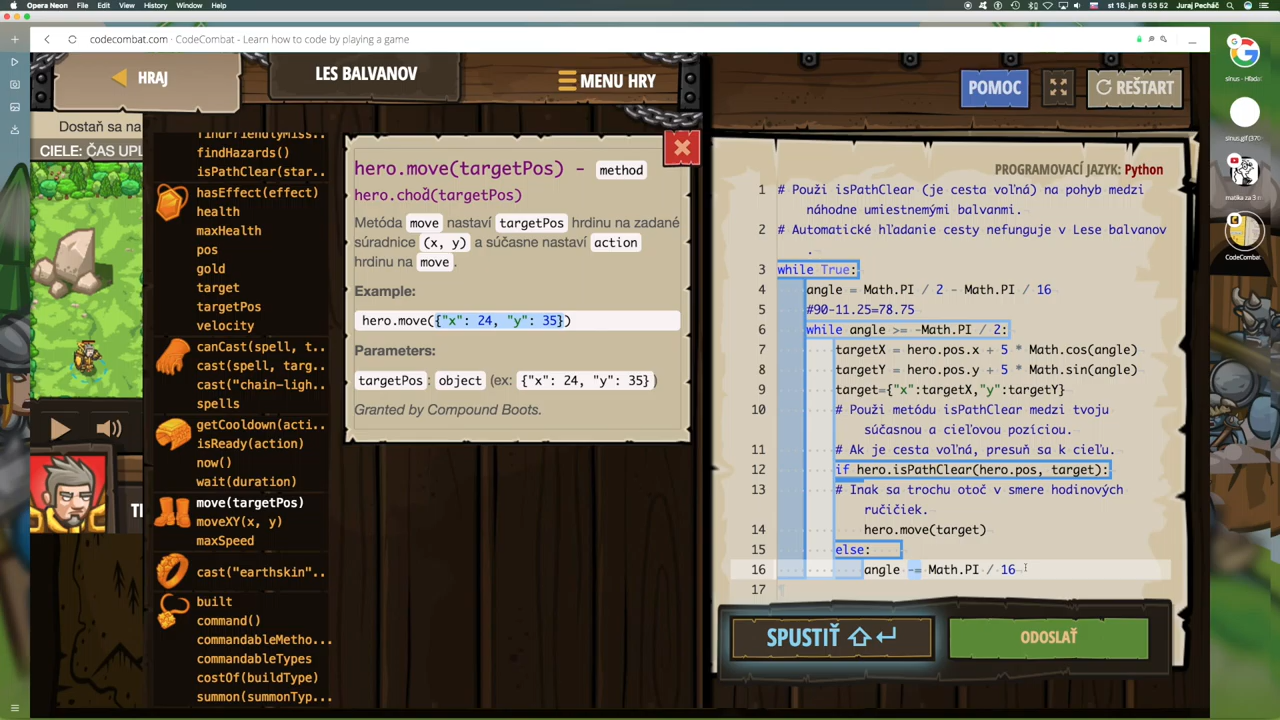 Opera Neon File Edit View History Window Help
st 18. jan 6 53 52 Juraj Pecháč
codecombat.com · CodeCombat - Learn how to code by playing a game
HRAJ
LES BALVANOV
MENU HRY
POMOC
REŠTART
Dostaň sa na
CIELE: ČAS UPL
findFriendlyMiss..
findHazards()
isPathClear(star..
hasEffect(effect)
health
maxHealth
pos
gold
target
targetPos
velocity
canCast(spell, t..
cast(spell, targ..
cast("chain-ligh..
spells
getCooldown(acti..
isReady(action)
now()
wait(duration)
move(targetPos)
moveXY(x, y)
maxSpeed
cast("earthskin"..
built
command()
commandableMetho...
commandableTypes
costOf(buildType)
summon(summonTyp...
hero.move(targetPos) - method
hero.choď(targetPos)
Metóda move nastaví targetPos hrdinu na zadané
súradnice (x, y) a súčasne nastaví action
hrdinu na move .
Example:
hero.move({"x": 24, "y": 35})
Parameters:
targetPos : object (ex: {"x": 24, "y": 35} )
Granted by Compound Boots.
PROGRAMOVACÍ JAZYK: Python
1 # Použi isPathClear (je cesta voľná) na pohyb medzi
náhodne umiestnemými balvanmi.
2 # Automatické hľadanie cesty nefunguje v Lese balvanov
.
3 while True:
4 angle = Math.PI / 2 - Math.PI / 16
5 #90-11.25=78.75
6 while angle >= -Math.PI / 2:
7 targetX = hero.pos.x + 5 * Math.cos(angle)
8 targetY = hero.pos.y + 5 * Math.sin(angle)
9 target={"x":targetX,"y":targetY}
10 # Použi metódu isPathClear medzi tvoju
súčasnou a cieľovou pozíciou.
11 # Ak je cesta voľná, presuň sa k cieľu.
12 if hero.isPathClear(hero.pos, target):
13 # Inak sa trochu otoč v smere hodinových
ručičiek.
14 hero.move(target)
15 else:
16 angle -= Math.PI / 16
17
SPUSTIŤ
ODOSLAŤ
sínus - Hľad
sinus.gif (370
matika za 3 n
CodeCombat